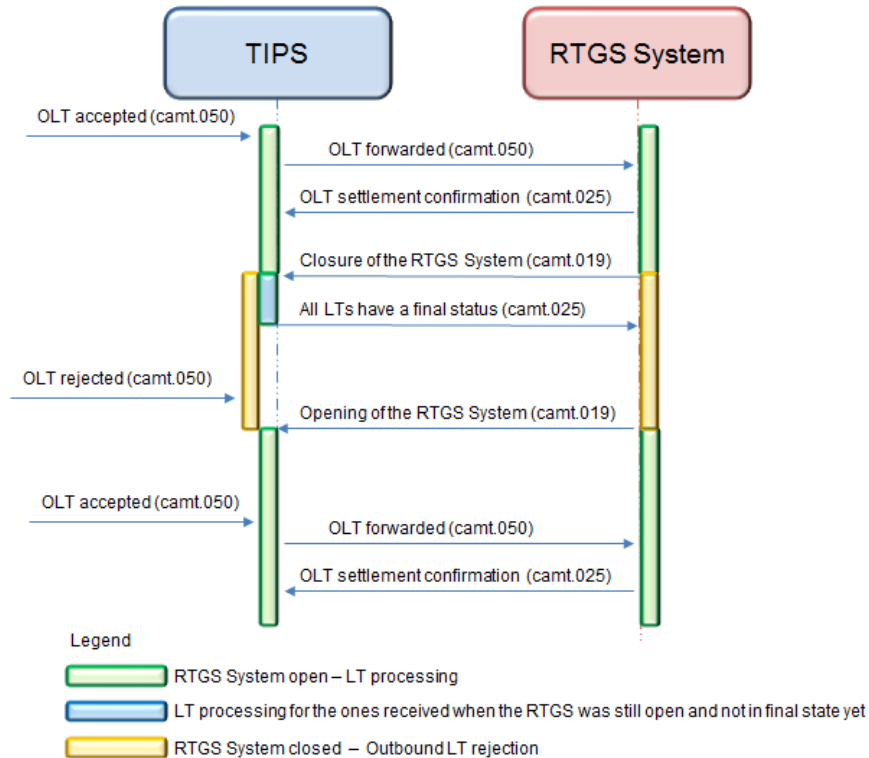 TIPS
RTGS System
OLT accepted (camt.050)
OLT forwarded (camt.050)
OLT settlement confirmation (camt.025)
Closure of the RTGS System (camt.019)
All LTs have a final status (camt.025)
OLT rejected (camt.050)
Opening of the RTGS System (camt.019)
OLT accepted (camt.050)
OLT forwarded (camt.050)
OLT settlement confirmation (camt.025)
Legend
RTGS System open – LT processing
LT processing for the ones received when the RTGS was still open and not in final state yet
RTGS System closed – Outbound LT rejection